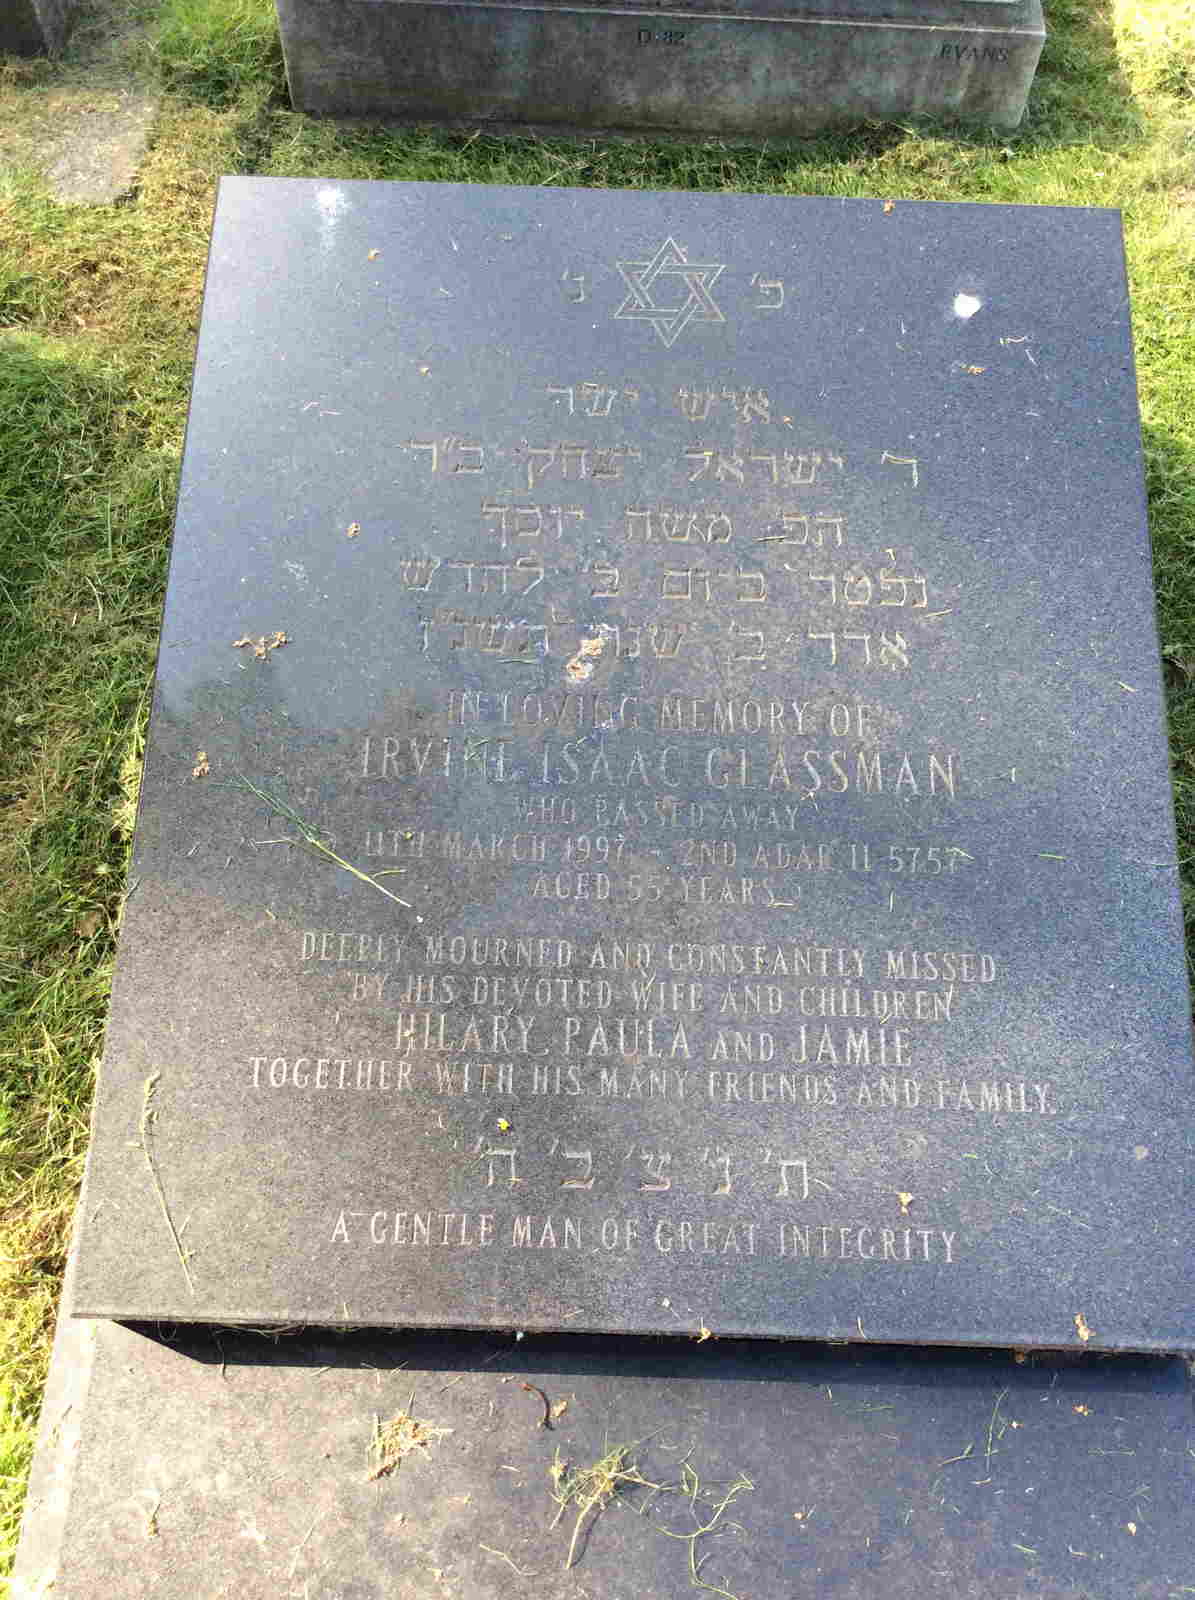 D·82
EVANS
פ' נ'
איש ישר
ר' ישראל יצחק ב"ר
הח' משה יוסף
נפטר ביום ב' לחדש
אדר ב' שנת תשנ"ז
IN LOVING MEMORY OF
IRVINE ISAAC GLASSMAN
WHO PASSED AWAY
11TH MARCH 1997 - 2ND ADAR II 5757
AGED 55 YEARS
DEEPLY MOURNED AND CONSTANTLY MISSED
BY HIS DEVOTED WIFE AND CHILDREN
HILARY, PAULA AND JAMIE
TOGETHER WITH HIS MANY FRIENDS AND FAMILY.
ת' נ' צ' ב' ה'
A GENTLE MAN OF GREAT INTEGRITY